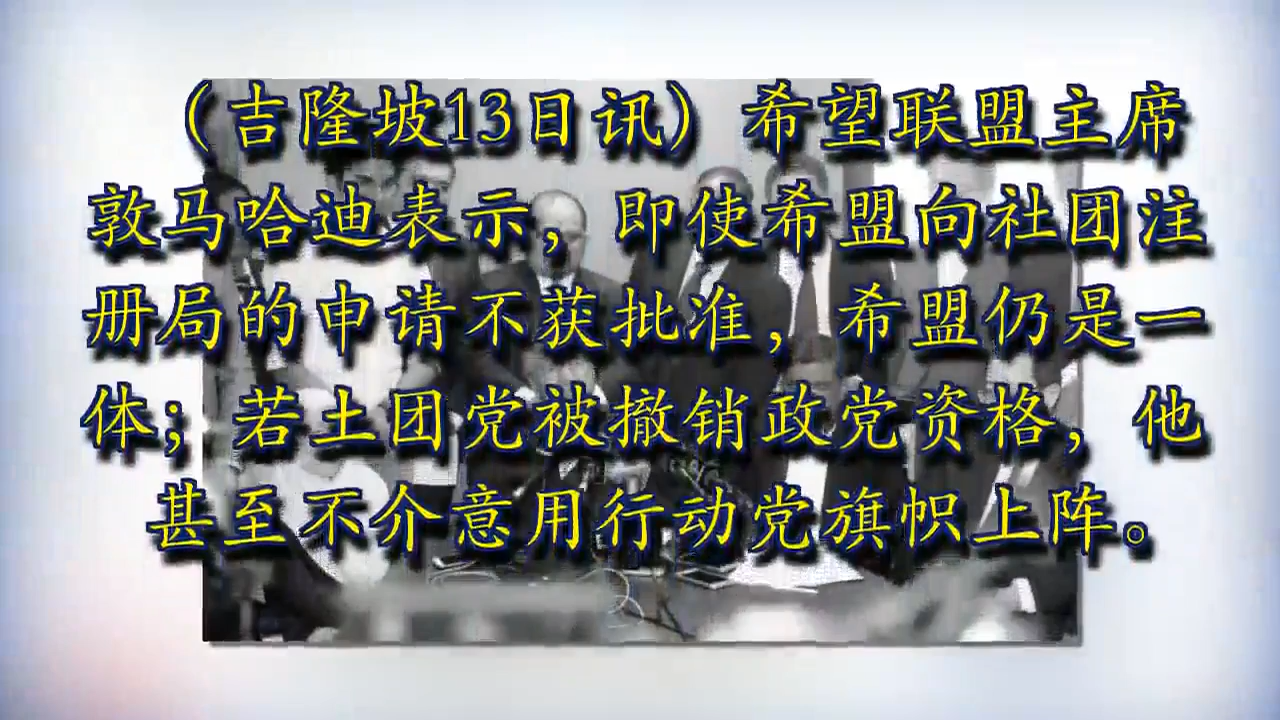 （吉隆坡13日讯）希望联盟主席
敦马哈迪表示，即使希盟向社团注
册局的申请不获批准，希盟仍是一
体；若土团党被撤销政党资格，他
甚至不介意用行动党旗帜上阵。